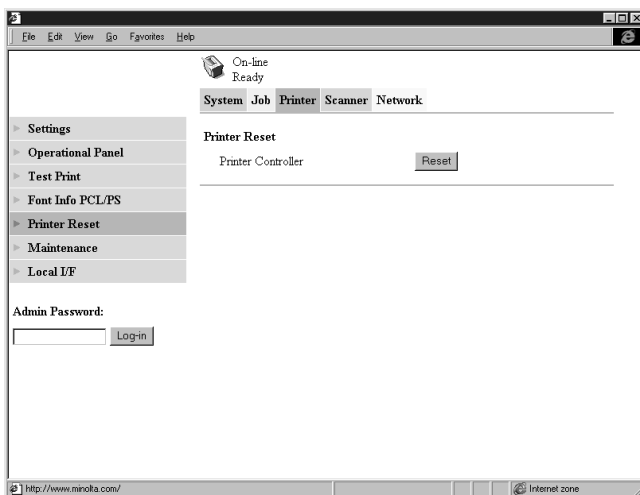 File Edit View Go Favorites Help
On-line
Ready
System Job Printer Scanner Network
Settings
Operational Panel
Test Print
Font Info PCL/PS
Printer Reset
Maintenance
Local I/F
Admin Password:
Log-in
Printer Reset
Printer Controller Reset
http://www.minolta.com/ Internet zone